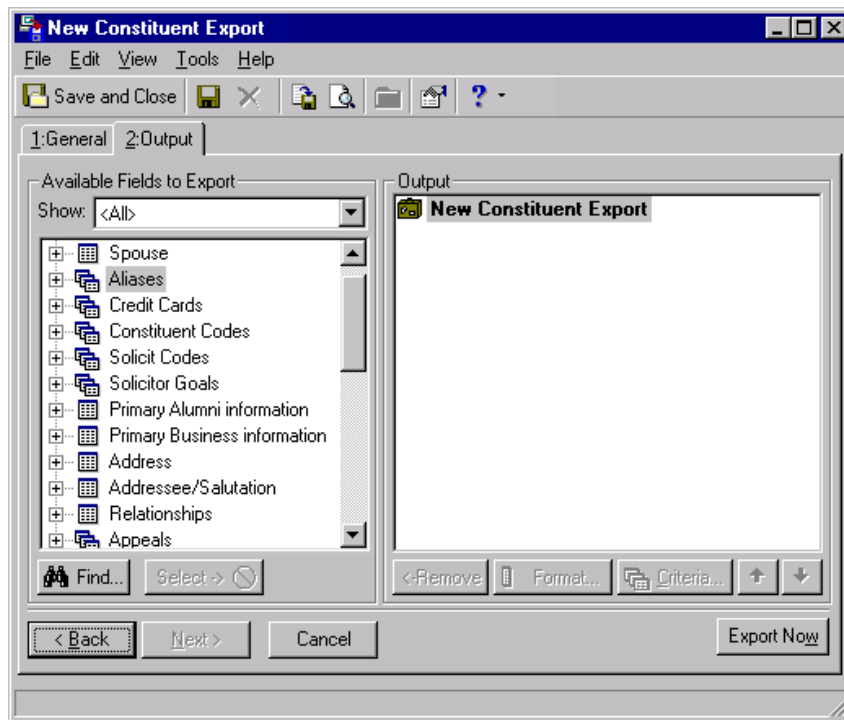 New Constituent Export
File Edit View Tools Help
Save and Close ?
1:General 2:Output
Available Fields to Export
Show: <All>
Spouse
Aliases
Credit Cards
Constituent Codes
Solicit Codes
Solicitor Goals
Primary Alumni information
Primary Business information
Address
Addressee/Salutation
Relationships
Appeals
Find... Select ->
Output
New Constituent Export
<-Remove Format... Criteria...
< Back Next > Cancel Export Now